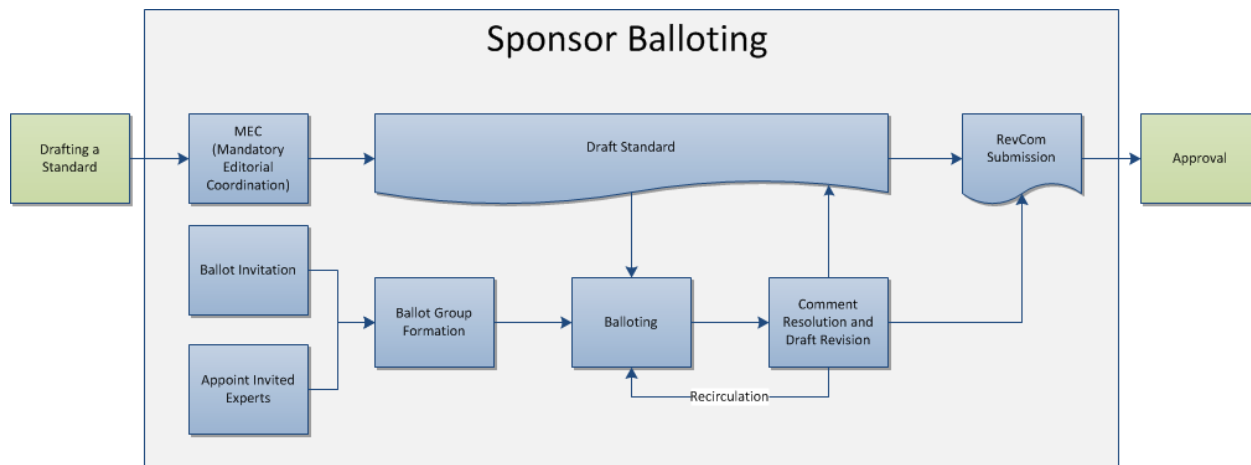 Sponsor Balloting
Drafting a
Standard
MEC
(Mandatory
Editorial
Coordination)
Draft Standard
RevCom
Submission
Approval
Ballot Invitation
Ballot Group
Formation
Balloting
Comment
Resolution and
Draft Revision
Appoint Invited
Experts
Recirculation